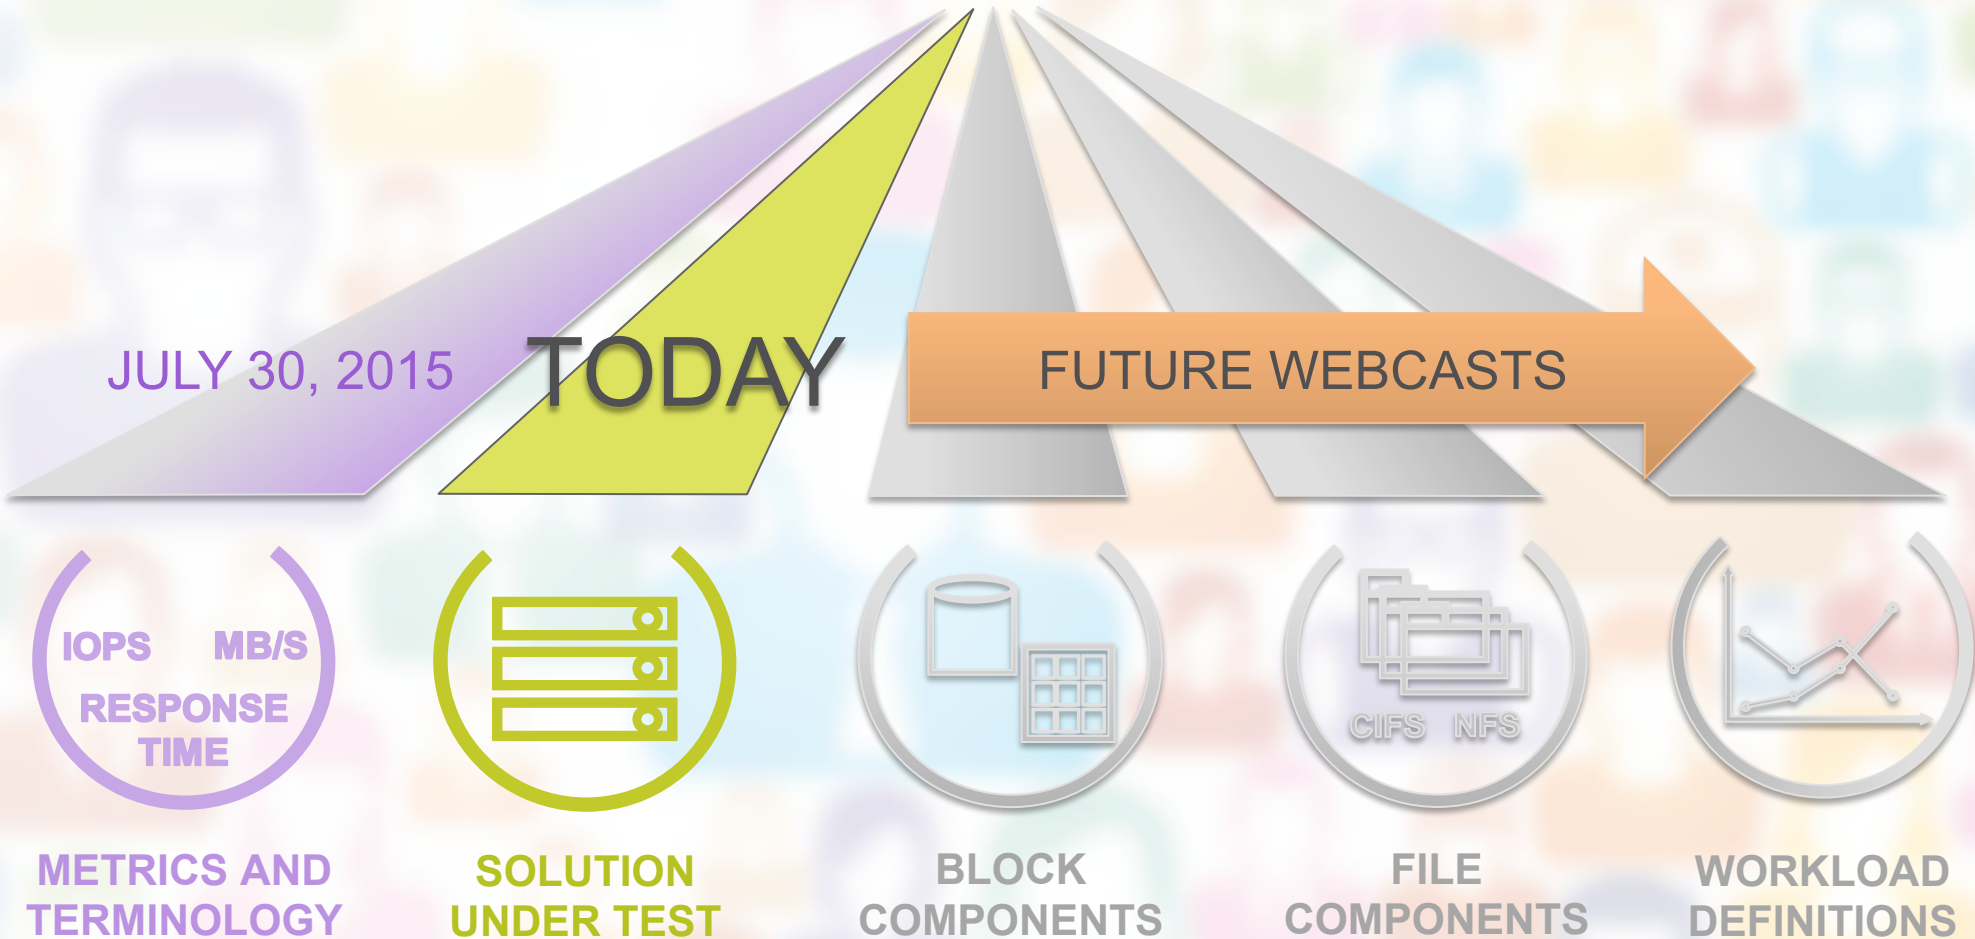 JULY 30, 2015
TODAY
FUTURE WEBCASTS
IOPS MB/S
RESPONSE
TIME
CIFS NFS
METRICS AND
TERMINOLOGY
SOLUTION
UNDER TEST
BLOCK
COMPONENTS
FILE
COMPONENTS
WORKLOAD
DEFINITIONS